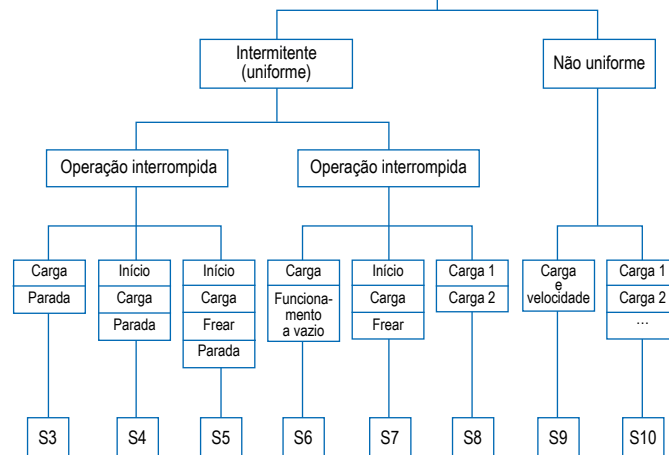 Intermitente
(uniforme)
Não uniforme
Operação interrompida
Operação interrompida
Carga
Parada
Início
Carga
Parada
Início
Carga
Frear
Parada
Carga
Funciona-
mento
a vazio
Início
Carga
Frear
Carga 1
Carga 2
Carga
e
velocidade
Carga 1
Carga 2
...
S3
S4
S5
S6
S7
S8
S9
S10